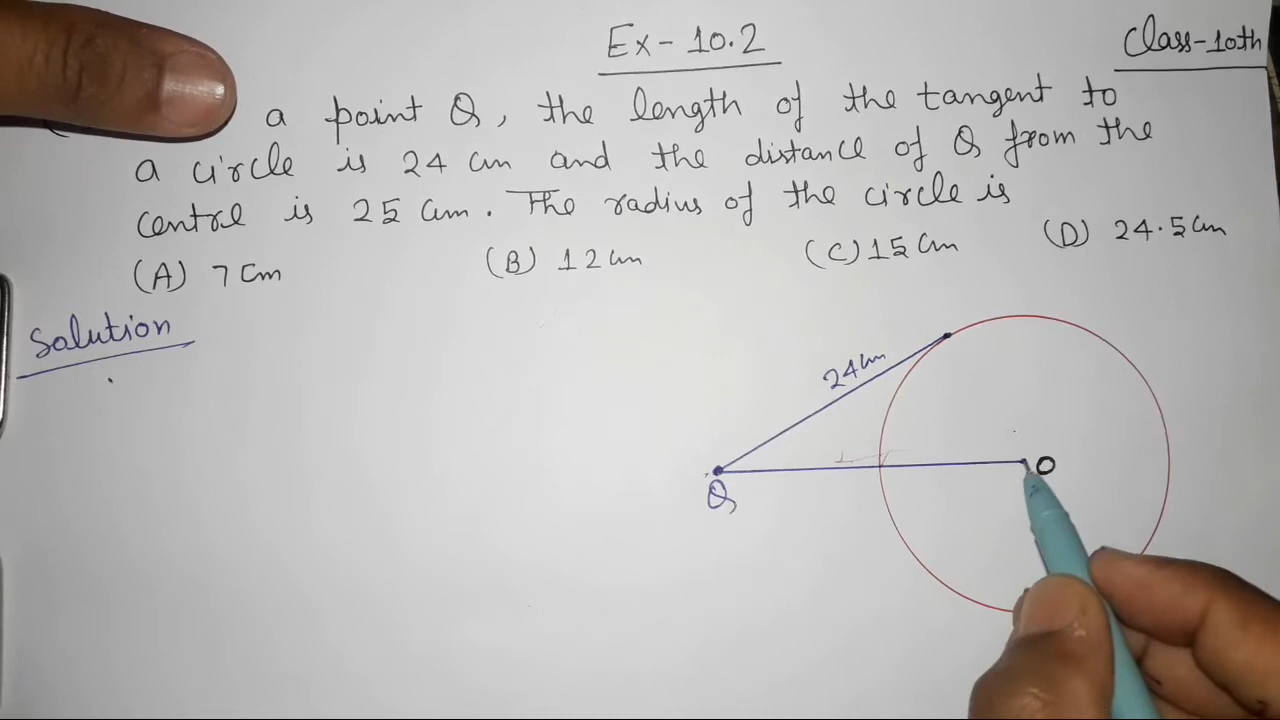 Ex-10.2
Class-10th
a point Q, the length of the tangent to
a circle is 24 cm and the distance of Q from the
centre is 25 cm. The radius of the circle is
(A) 7 cm (B) 12 cm (C) 15 cm (D) 24.5 cm
Solution
24 cm
O
Q